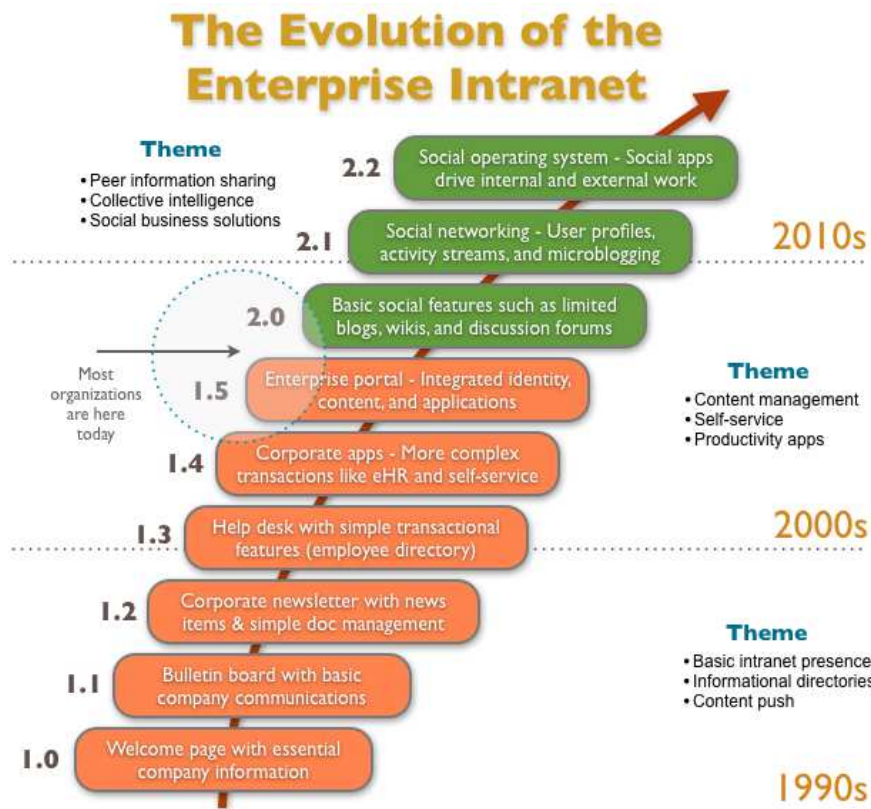 The Evolution of the
Enterprise Intranet
Theme
• Peer information sharing
• Collective intelligence
• Social business solutions
2.2
Social operating system - Social apps
drive internal and external work
2.1
Social networking - User profiles,
activity streams, and microblogging
2010s
2.0
Basic social features such as limited
blogs, wikis, and discussion forums
Most
organizations
are here
today
1.5
Enterprise portal - Integrated identity,
content, and applications
Theme
• Content management
• Self-service
• Productivity apps
1.4
Corporate apps - More complex
transactions like eHR and self-service
1.3
Help desk with simple transactional
features (employee directory)
2000s
1.2
Corporate newsletter with news
items & simple doc management
Theme
• Basic intranet presence
• Informational directories
• Content push
1.1
Bulletin board with basic
company communications
1.0
Welcome page with essential
company information
1990s